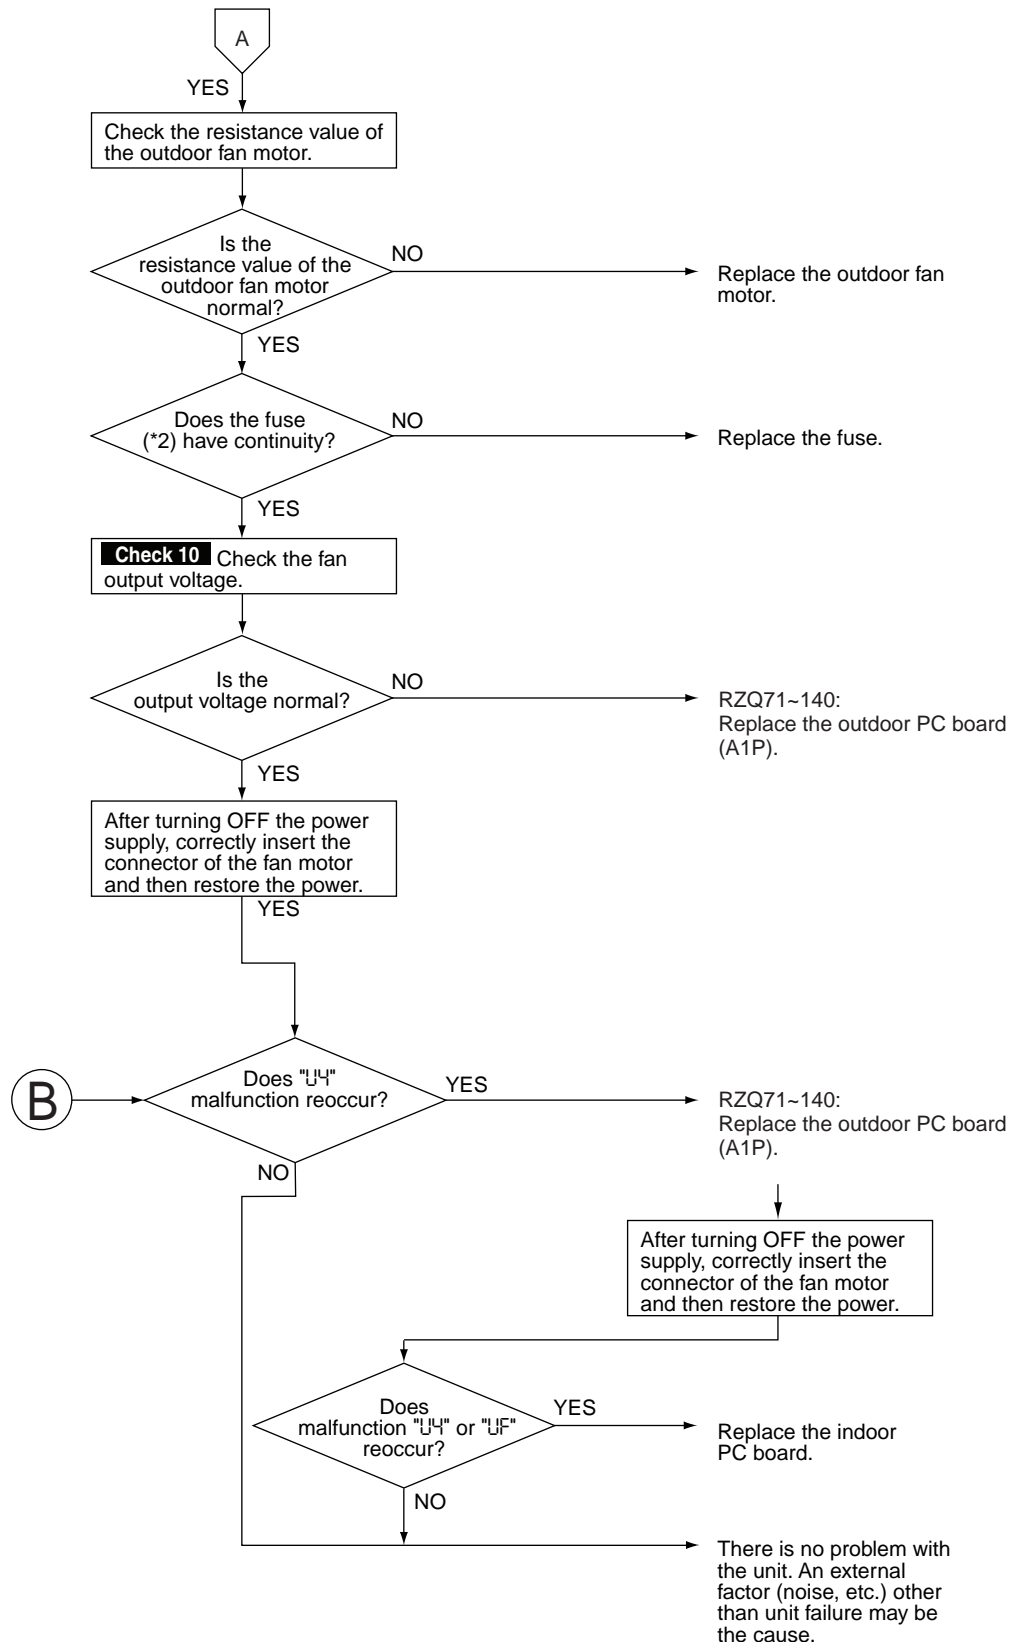 A
YES
Check the resistance value of
the outdoor fan motor.
Is the
resistance value of the
outdoor fan motor
normal?
NO
Replace the outdoor fan
motor.
YES
Does the fuse
(*2) have continuity?
NO
Replace the fuse.
YES
Check 10 Check the fan
output voltage.
Is the
output voltage normal?
NO
RZQ71~140:
Replace the outdoor PC board
(A1P).
YES
After turning OFF the power
supply, correctly insert the
connector of the fan motor
and then restore the power.
YES
B
Does "U4"
malfunction reoccur?
YES
RZQ71~140:
Replace the outdoor PC board
(A1P).
NO
After turning OFF the power
supply, correctly insert the
connector of the fan motor
and then restore the power.
Does
malfunction "U4" or "UF"
reoccur?
YES
Replace the indoor
PC board.
NO
There is no problem with
the unit. An external
factor (noise, etc.) other
than unit failure may be
the cause.